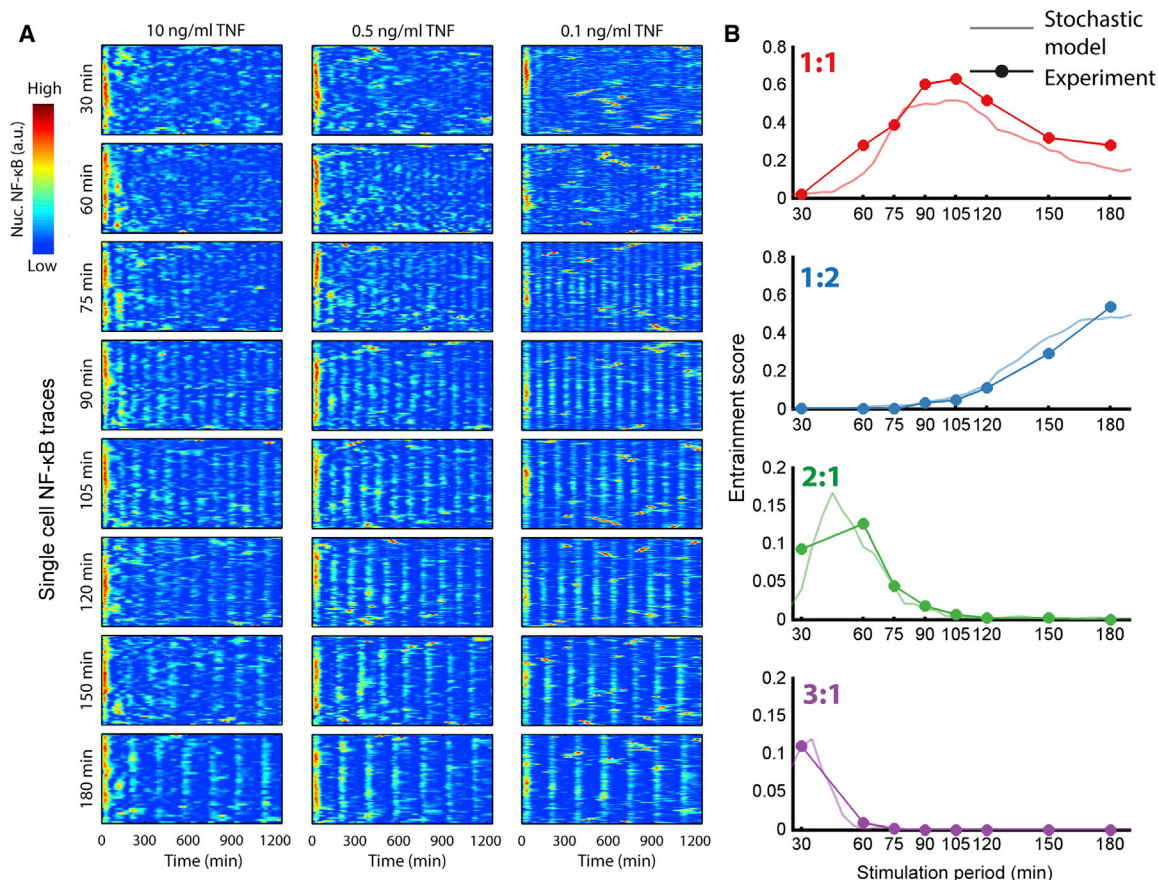 A
10 ng/ml TNF
0.5 ng/ml TNF
0.1 ng/ml TNF
High
Nuc. NF-κB (a.u.)
Low
Single cell NF-κB traces
30 min
60 min
75 min
90 min
105 min
120 min
150 min
180 min
0 300 600 900 1200
0 300 600 900 1200
0 300 600 900 1200
Time (min)
Time (min)
Time (min)
B
Stochastic
model
Experiment
Entrainment score
1:1
0.8
0.6
0.4
0.2
0
30 60 75 90 105 120 150 180
1:2
0.8
0.6
0.4
0.2
0
30 60 75 90 105 120 150 180
2:1
0.2
0.15
0.1
0.05
0
30 60 75 90 105 120 150 180
3:1
0.2
0.15
0.1
0.05
0
30 60 75 90 105 120 150 180
Stimulation period (min)